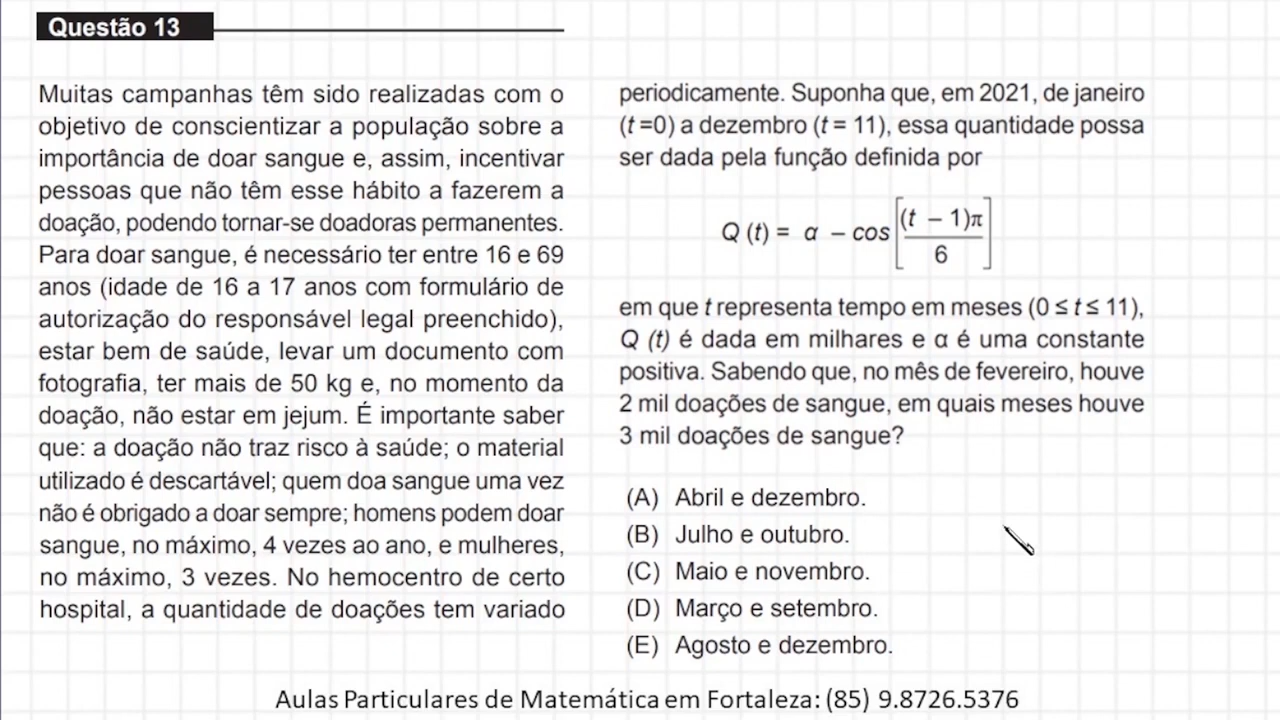 Questão 13
Muitas campanhas têm sido realizadas com o
objetivo de conscientizar a população sobre a
importância de doar sangue e, assim, incentivar
pessoas que não têm esse hábito a fazerem a
doação, podendo tornar-se doadoras permanentes.
Para doar sangue, é necessário ter entre 16 e 69
anos (idade de 16 a 17 anos com formulário de
autorização do responsável legal preenchido),
estar bem de saúde, levar um documento com
fotografia, ter mais de 50 kg e, no momento da
doação, não estar em jejum. É importante saber
que: a doação não traz risco à saúde; o material
utilizado é descartável; quem doa sangue uma vez
não é obrigado a doar sempre; homens podem doar
sangue, no máximo, 4 vezes ao ano, e mulheres,
no máximo, 3 vezes. No hemocentro de certo
hospital, a quantidade de doações tem variado
periodicamente. Suponha que, em 2021, de janeiro
(t =0) a dezembro (t = 11), essa quantidade possa
ser dada pela função definida por
Q (t) = α – cos [(t – 1)π / 6]
em que t representa tempo em meses (0 ≤ t ≤ 11),
Q (t) é dada em milhares e α é uma constante
positiva. Sabendo que, no mês de fevereiro, houve
2 mil doações de sangue, em quais meses houve
3 mil doações de sangue?
(A) Abril e dezembro.
(B) Julho e outubro.
(C) Maio e novembro.
(D) Março e setembro.
(E) Agosto e dezembro.
Aulas Particulares de Matemática em Fortaleza: (85) 9.8726.5376